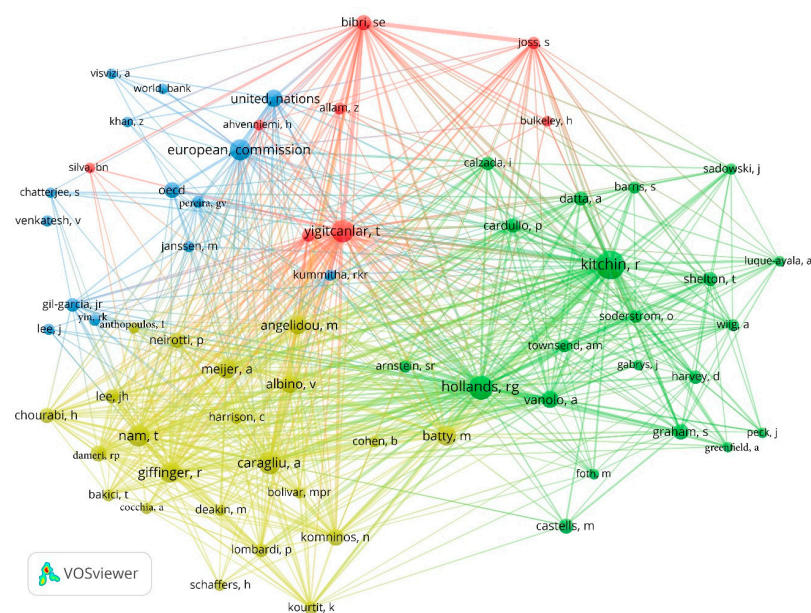 bibri, se
joss, s
visvizi, a
world, bank
united, nations
allam, z
khan, z
ahvenniemi, h
bulkeley, h
european, commission
silva, bn
calzada, i
sadowski, j
chatterjee, s
oecd
pereira, gv
datta, a
barns, s
venkatesh, v
yigitcanlar, t
cardullo, p
janssen, m
kitchin, r
luque-ayala, a
kummitha, rkr
shelton, t
gil-garcia, jr
yin, rk
soderstrom, o
lee, j
anthopoulos, l
angelidou, m
wiig, a
neirotti, p
townsend, am
meijer, a
arnstein, sr
gabrys, j
harvey, d
albino, v
hollands, rg
lee, jh
vanolo, a
chourabi, h
harrison, c
nam, t
cohen, b
batty, m
graham, s
peck, j
greenfield, a
dameri, rp
giffinger, r
caragliu, a
foth, m
bakici, t
bolivar, mpr
cocchia, a
deakin, m
castells, m
komninos, n
lombardi, p
VOSviewer
schaffers, h
kourtit, k